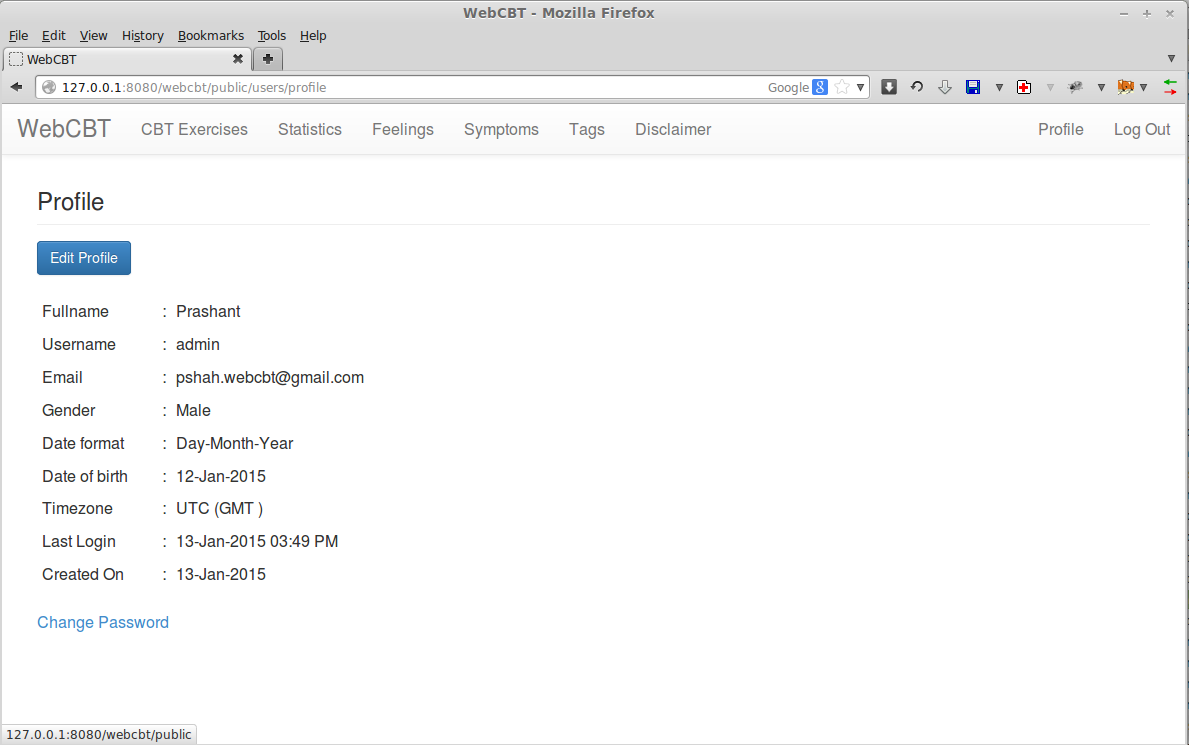 WebCBT - Mozilla Firefox
File Edit View History Bookmarks Tools Help
WebCBT
127.0.0.1:8080/webcbt/public/users/profile Google 8
WebCBT CBT Exercises Statistics Feelings Symptoms Tags Disclaimer Profile Log Out
Profile
Edit Profile
Fullname : Prashant
Username : admin
Email : pshah.webcbt@gmail.com
Gender : Male
Date format : Day-Month-Year
Date of birth : 12-Jan-2015
Timezone : UTC (GMT )
Last Login : 13-Jan-2015 03:49 PM
Created On : 13-Jan-2015
Change Password
127.0.0.1:8080/webcbt/public